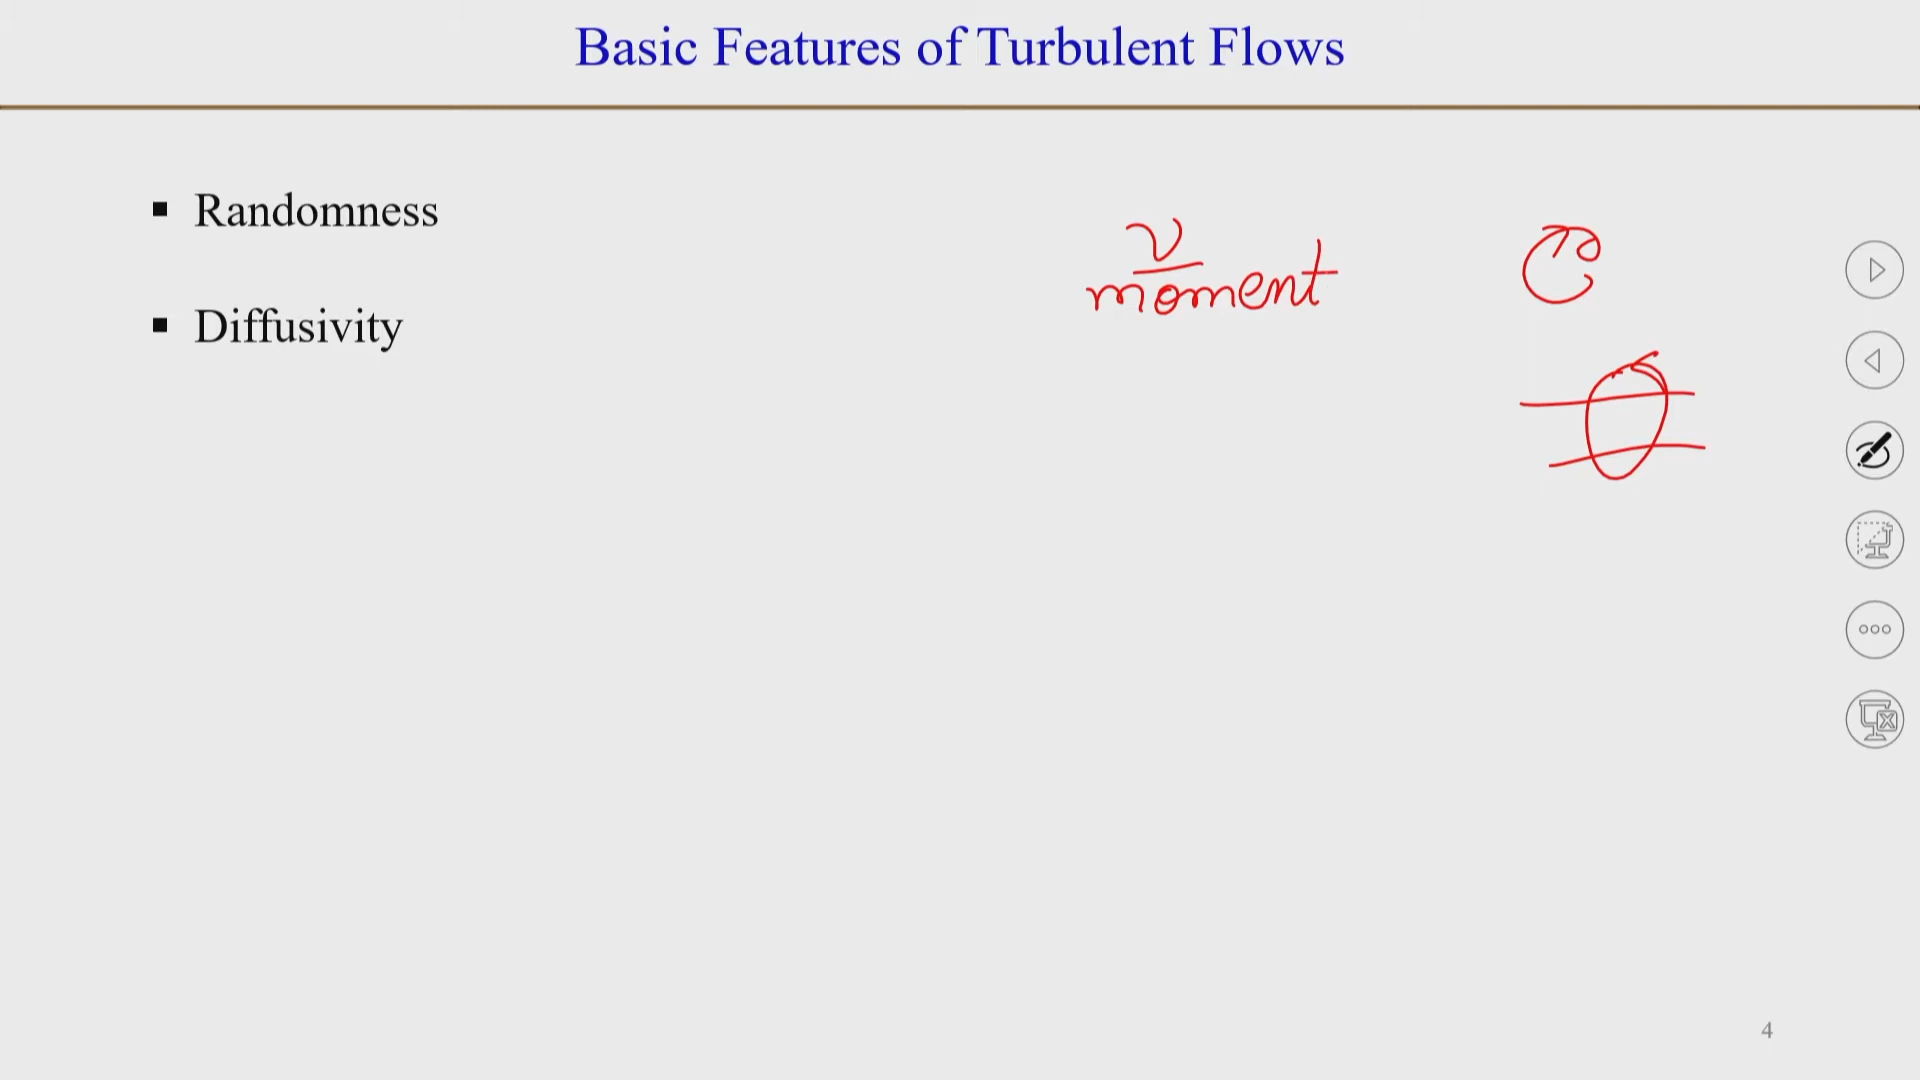 Basic Features of Turbulent Flows
▪ Randomness
ν
moment
▪ Diffusivity
4